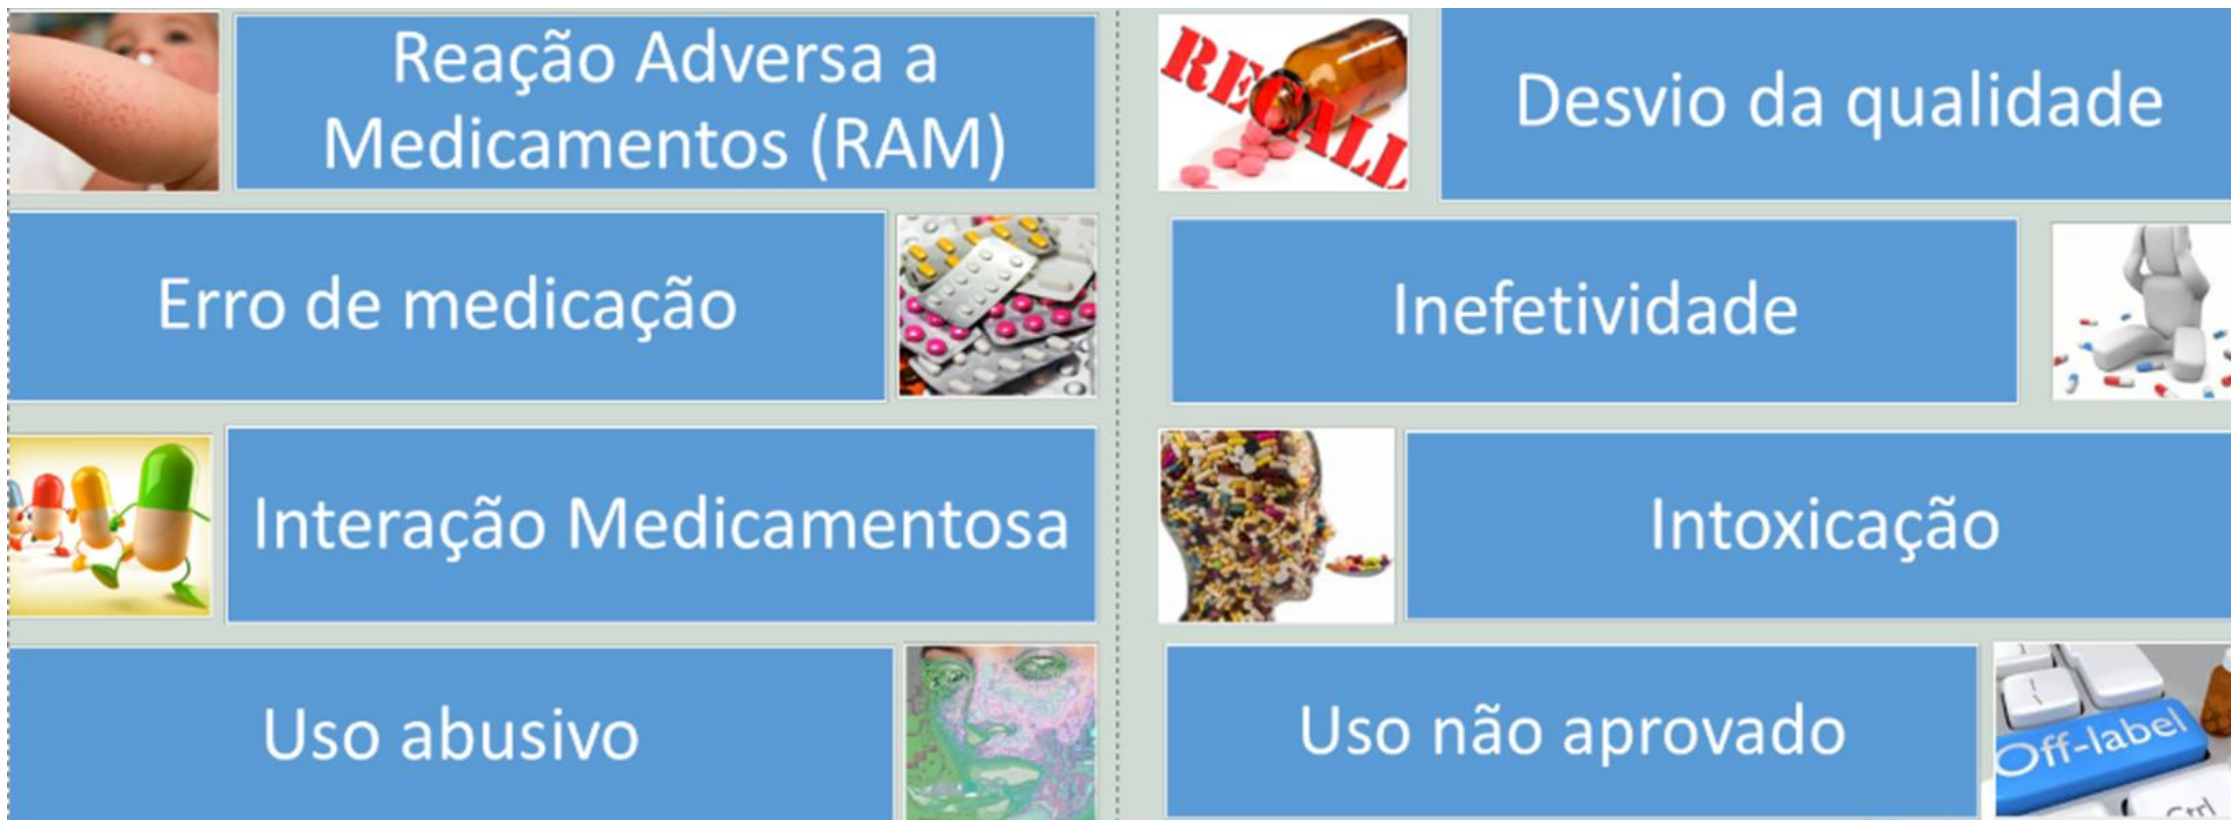 Reação Adversa a
Medicamentos (RAM)
Erro de medicação
Interação Medicamentosa
Uso abusivo
RECALL
Desvio da qualidade
Inefetividade
Intoxicação
Uso não aprovado
Off-label
Ctrl